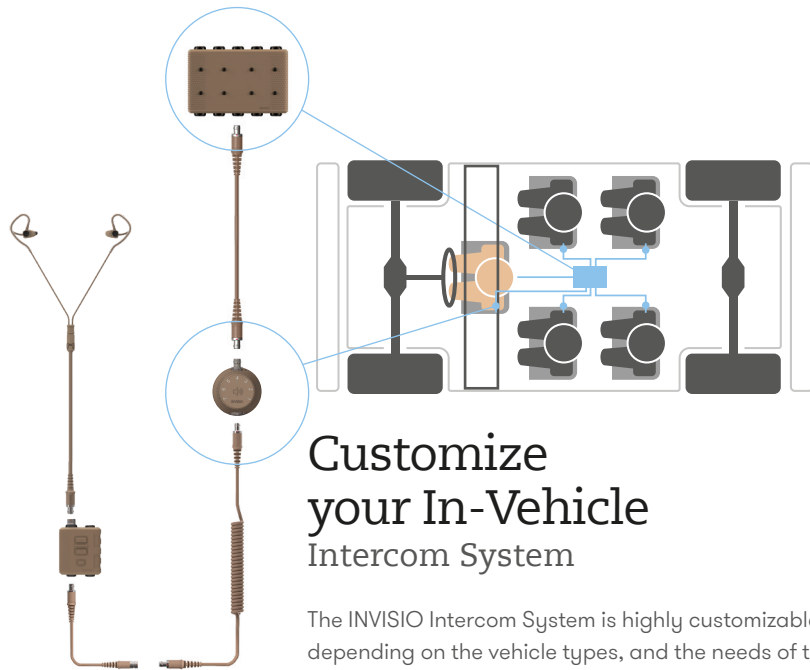 Customize
your In-Vehicle
Intercom System
The INVISIO Intercom System is highly customizable
depending on the vehicle types, and the needs of